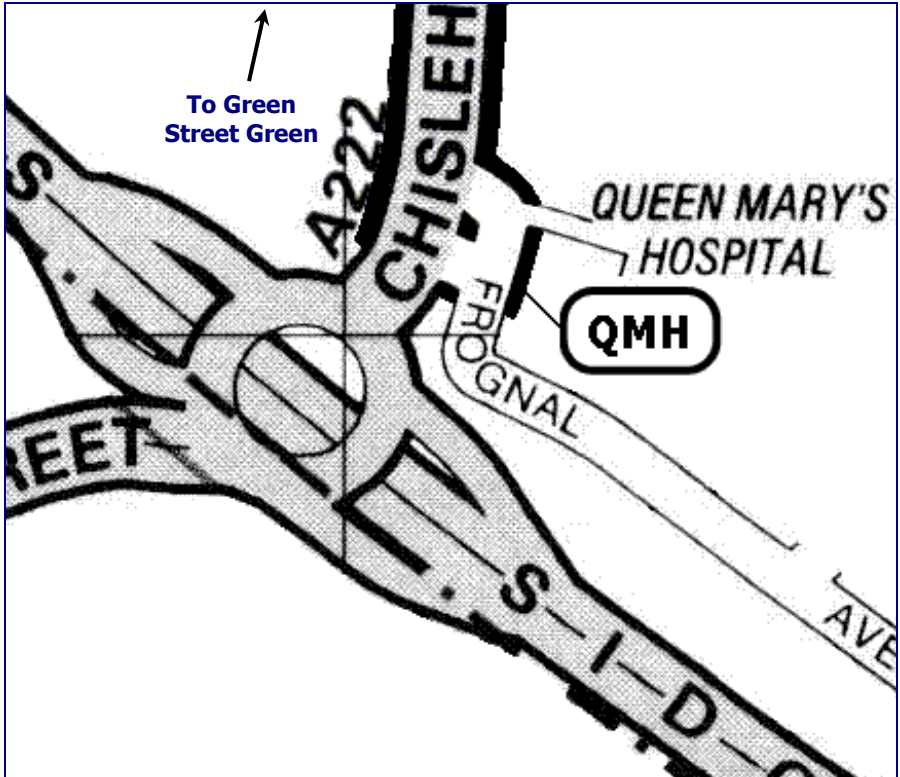 To Green
Street Green
A222
CHISLEH
S
QUEEN MARY'S
HOSPITAL
QMH
FROGNAL
REET
S-I-D
AVE